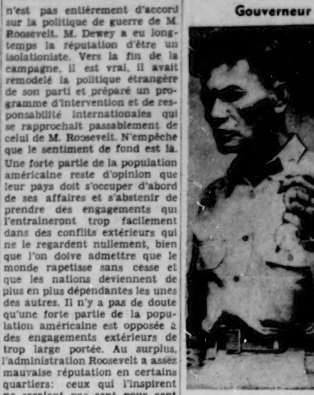 n'est pas entièrement d'accord
sur la politique de guerre de M.
Roosevelt. M. Dewey a eu long-
temps la réputation d'être un
isolationiste. Vers la fin de la
campagne, il est vrai, il avait
remodelé la politique étrangère
de son parti et préparé un pro-
gramme d'intervention et de res-
ponsabilité internationales qui
se rapprochait passablement de
celui de M. Roosevelt. N'empêche
que le sentiment de fond est là.
Une forte partie de la population
américaine reste d'opinion que
leur pays doit s'occuper d'abord
de ses affaires et s'abstenir de
prendre des engagements qui
l'entraîneront trop facilement
dans des conflits extérieurs qui
ne le regardent nullement, bien
que l'on doive admettre que le
monde rapetisse sans cesse et
que les nations deviennent de
plus en plus dépendantes les unes
des autres. Il n'y a pas de doute
qu'une forte partie de la popu-
lation américaine est opposée à
des engagements extérieurs de
trop large portée. Au surplus,
l'administration Roosevelt a assez
mauvaise réputation en certains
quartiers: ceux qui l'inspirent
Gouverneur